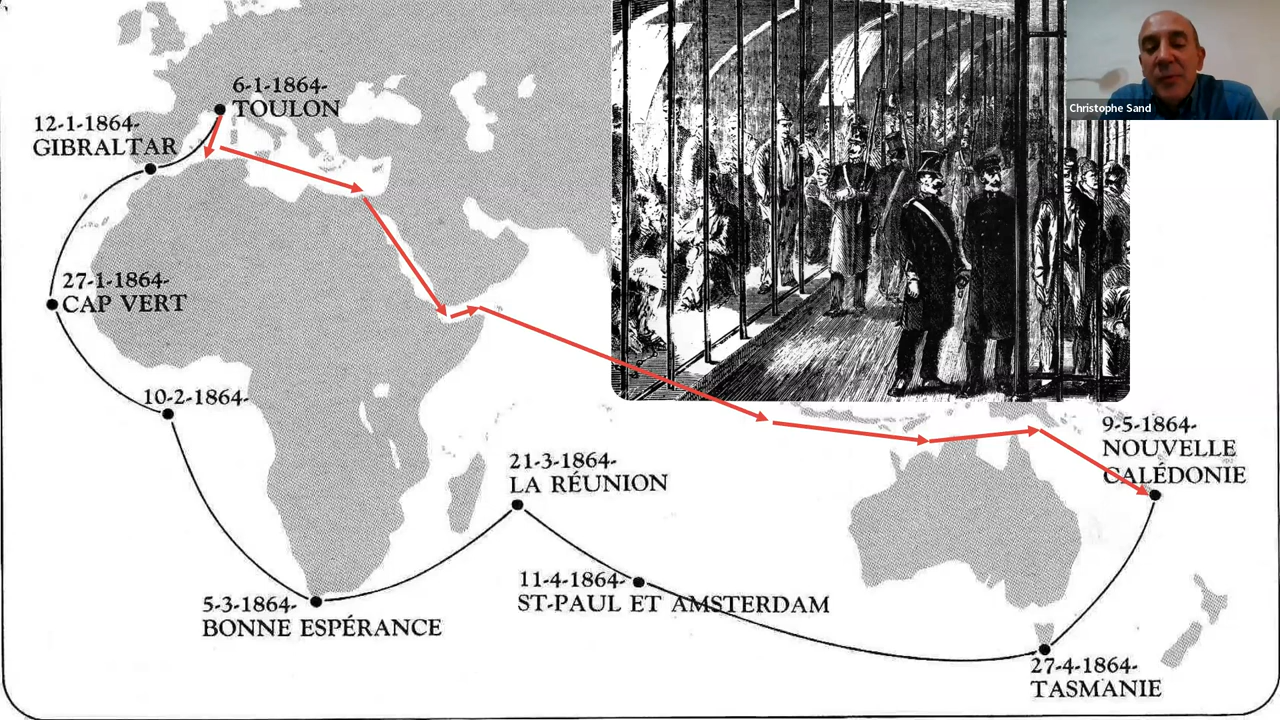 6-1-1864-
TOULON
12-1-1864-
GIBRALTAR
27-1-1864-
CAP VERT
10-2-1864-
5-3-1864-
BONNE ESPÉRANCE
21-3-1864-
LA RÉUNION
11-4-1864-
ST-PAUL ET AMSTERDAM
27-4-1864-
TASMANIE
9-5-1864-
NOUVELLE
CALÉDONIE
Christophe Sand